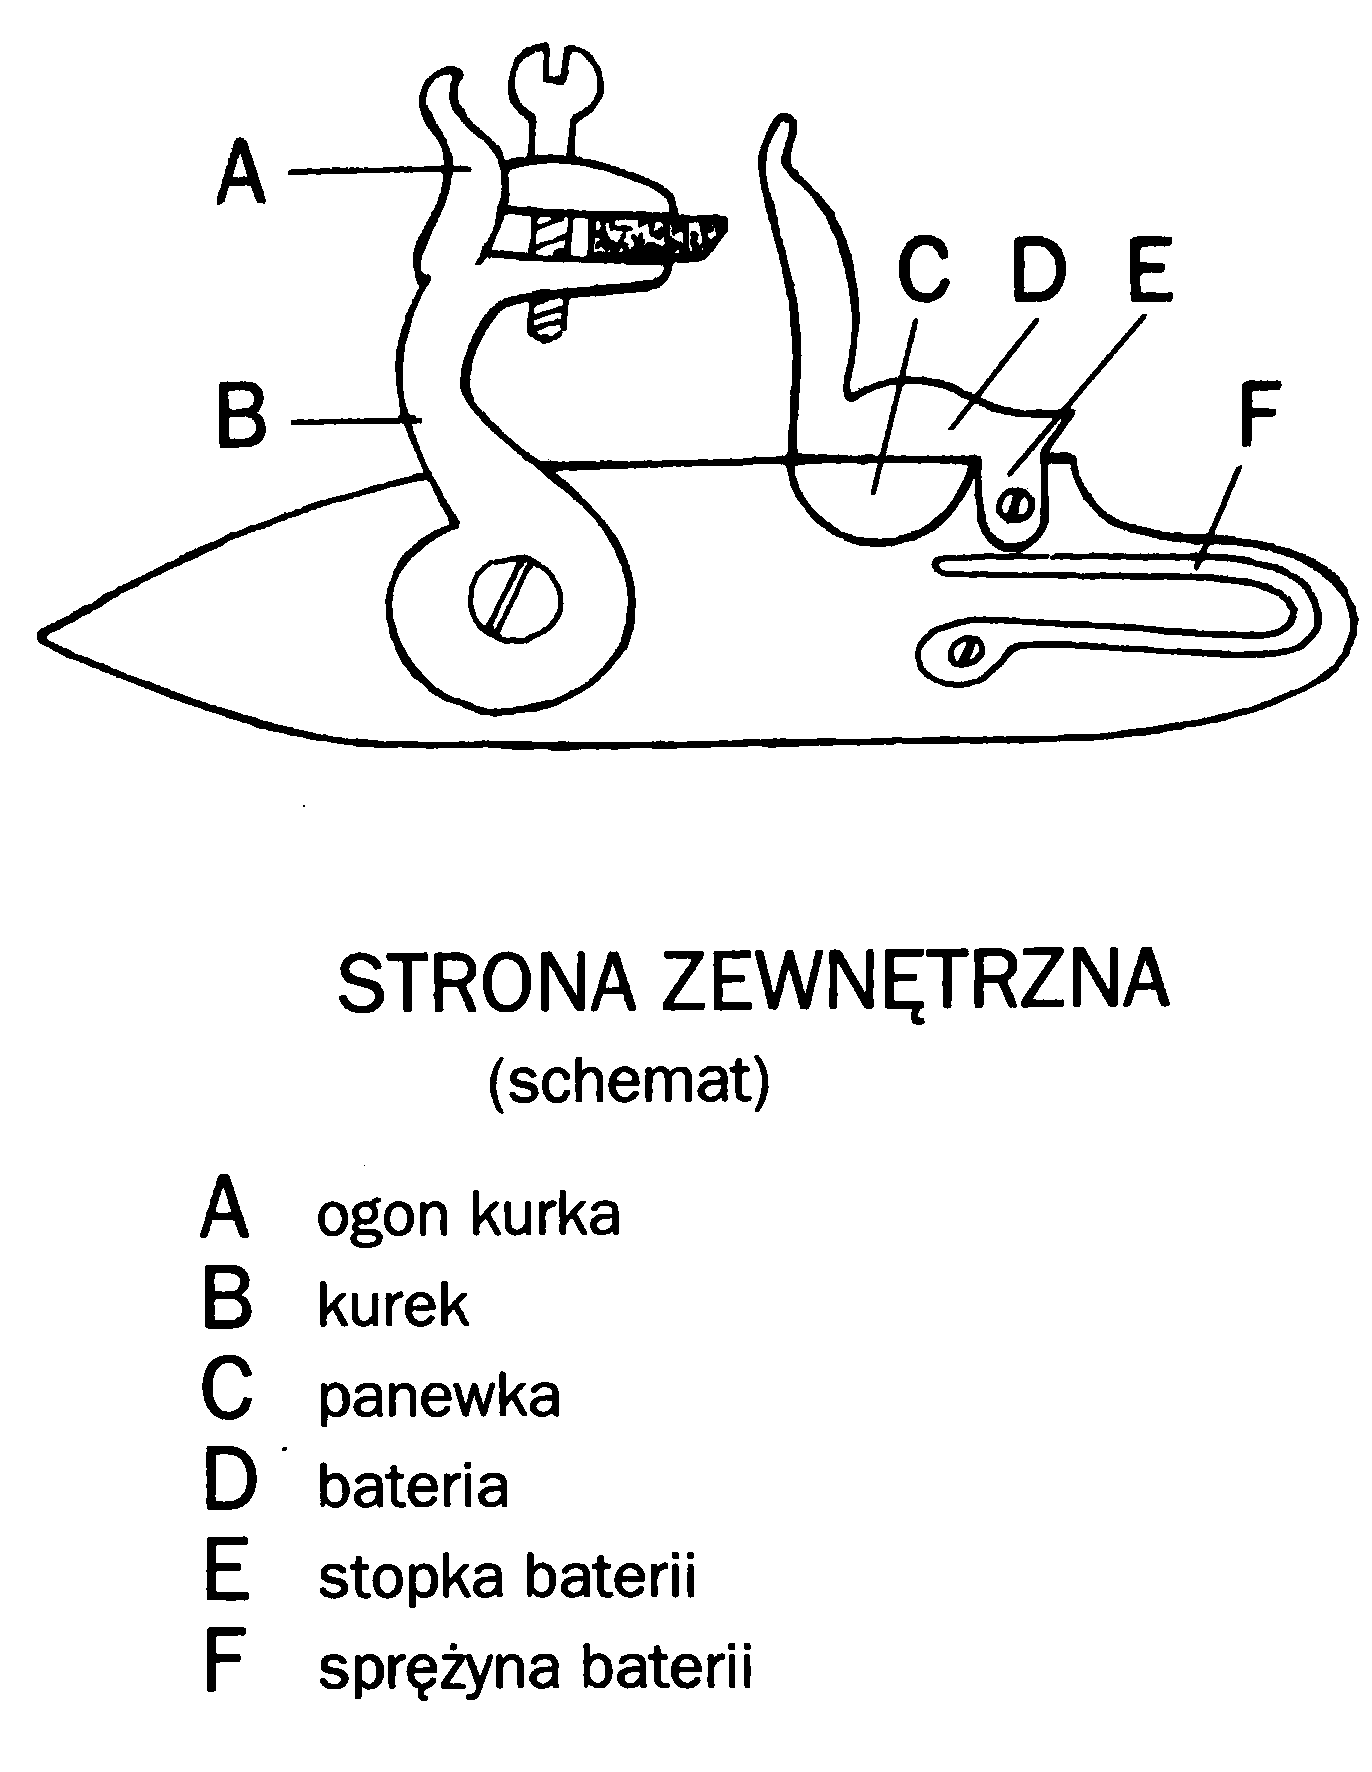 A
B
C D E
F
STRONA ZEWNĘTRZNA
(schemat)
A ogon kurka
B kurek
C panewka
D bateria
E stopka baterii
F sprężyna baterii